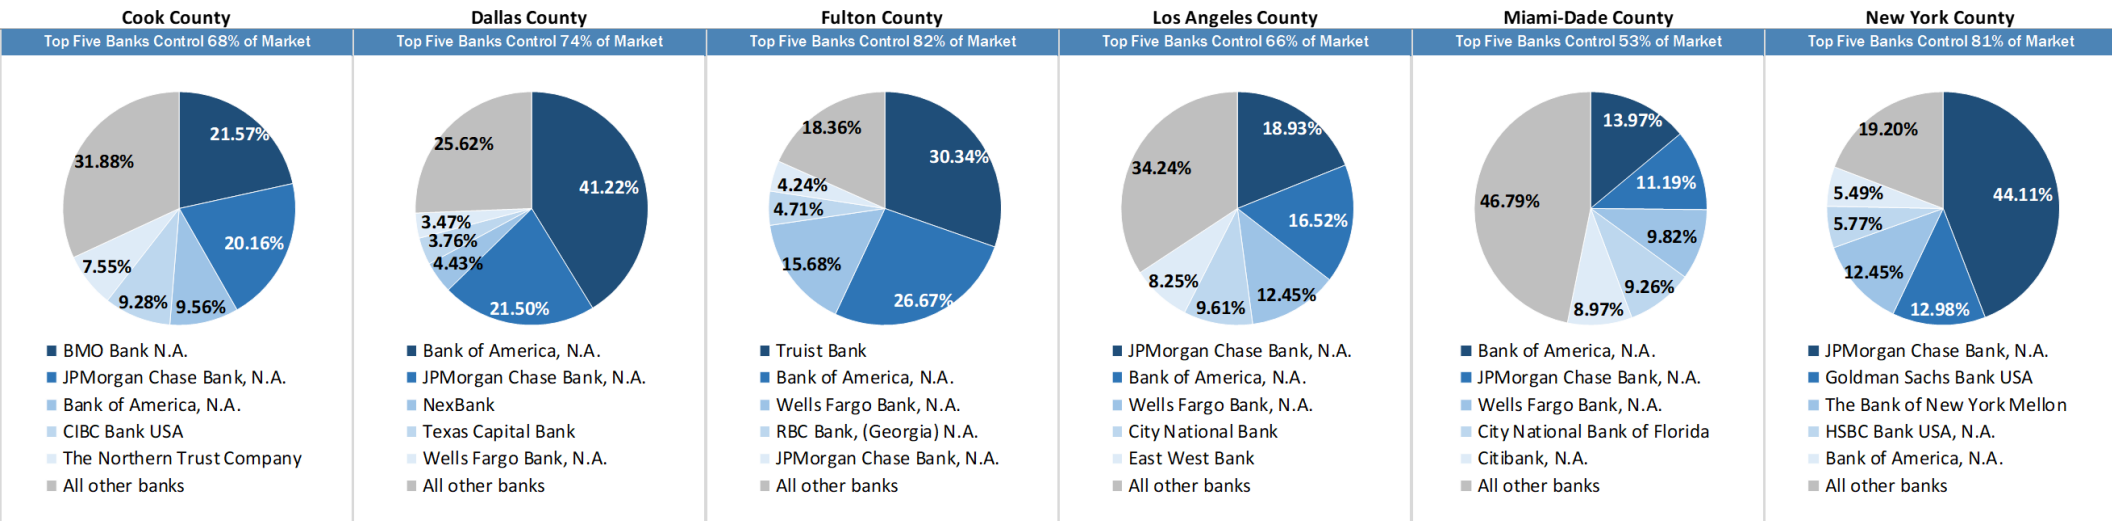 Cook County
Top Five Banks Control 68% of Market
21.57%
20.16%
9.56%
9.28%
7.55%
31.88%
BMO Bank N.A.
JPMorgan Chase Bank, N.A.
Bank of America, N.A.
CIBC Bank USA
The Northern Trust Company
All other banks
Dallas County
Top Five Banks Control 74% of Market
41.22%
21.50%
4.43%
3.76%
3.47%
25.62%
Bank of America, N.A.
JPMorgan Chase Bank, N.A.
NexBank
Texas Capital Bank
Wells Fargo Bank, N.A.
All other banks
Fulton County
Top Five Banks Control 82% of Market
30.34%
26.67%
15.68%
4.71%
4.24%
18.36%
Truist Bank
Bank of America, N.A.
Wells Fargo Bank, N.A.
RBC Bank, (Georgia) N.A.
JPMorgan Chase Bank, N.A.
All other banks
Los Angeles County
Top Five Banks Control 66% of Market
18.93%
16.52%
12.45%
9.61%
8.25%
34.24%
JPMorgan Chase Bank, N.A.
Bank of America, N.A.
Wells Fargo Bank, N.A.
City National Bank
East West Bank
All other banks
Miami-Dade County
Top Five Banks Control 53% of Market
13.97%
11.19%
9.82%
9.26%
8.97%
46.79%
Bank of America, N.A.
JPMorgan Chase Bank, N.A.
Wells Fargo Bank, N.A.
City National Bank of Florida
Citibank, N.A.
All other banks
New York County
Top Five Banks Control 81% of Market
44.11%
12.98%
12.45%
5.77%
5.49%
19.20%
JPMorgan Chase Bank, N.A.
Goldman Sachs Bank USA
The Bank of New York Mellon
HSBC Bank USA, N.A.
Bank of America, N.A.
All other banks